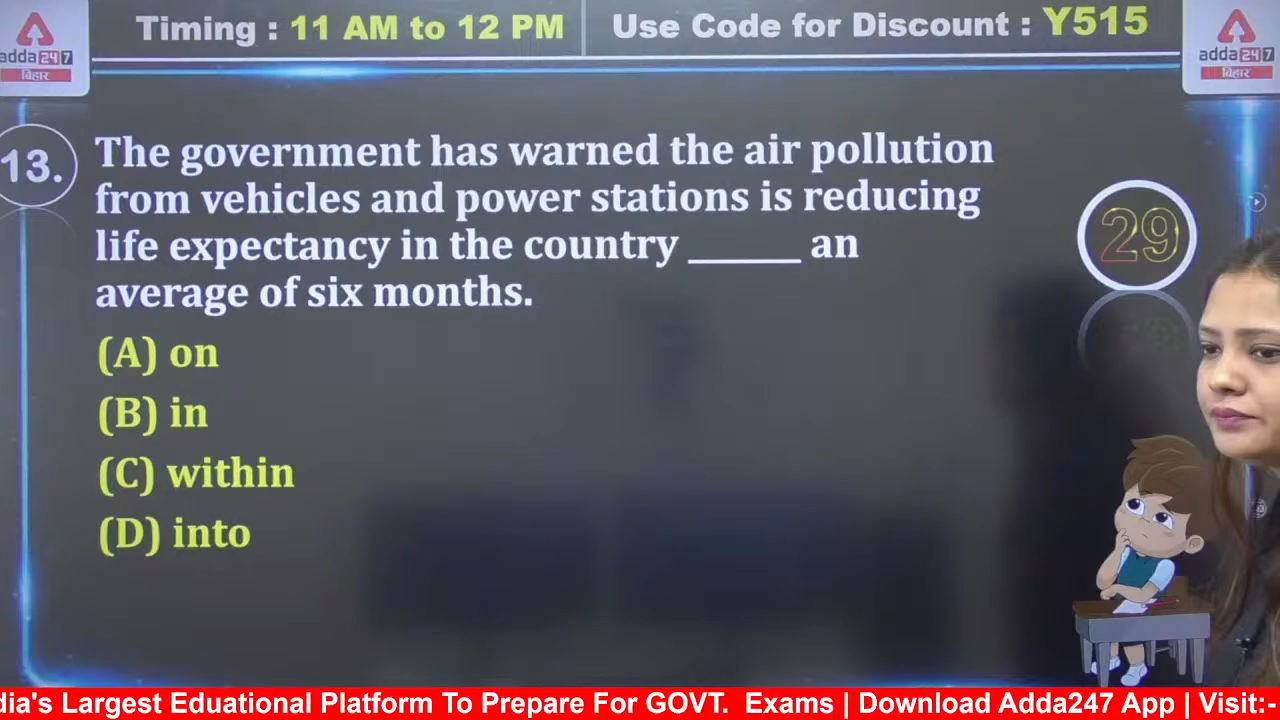 Timing : 11 AM to 12 PM
Use Code for Discount : Y515
adda247
बिहार
adda247
बिहार
13.
The government has warned the air pollution
from vehicles and power stations is reducing
life expectancy in the country ______ an
average of six months.
29
(A) on
(B) in
(C) within
(D) into
dia's Largest Eduational Platform To Prepare For GOVT. Exams | Download Adda247 App | Visit:-